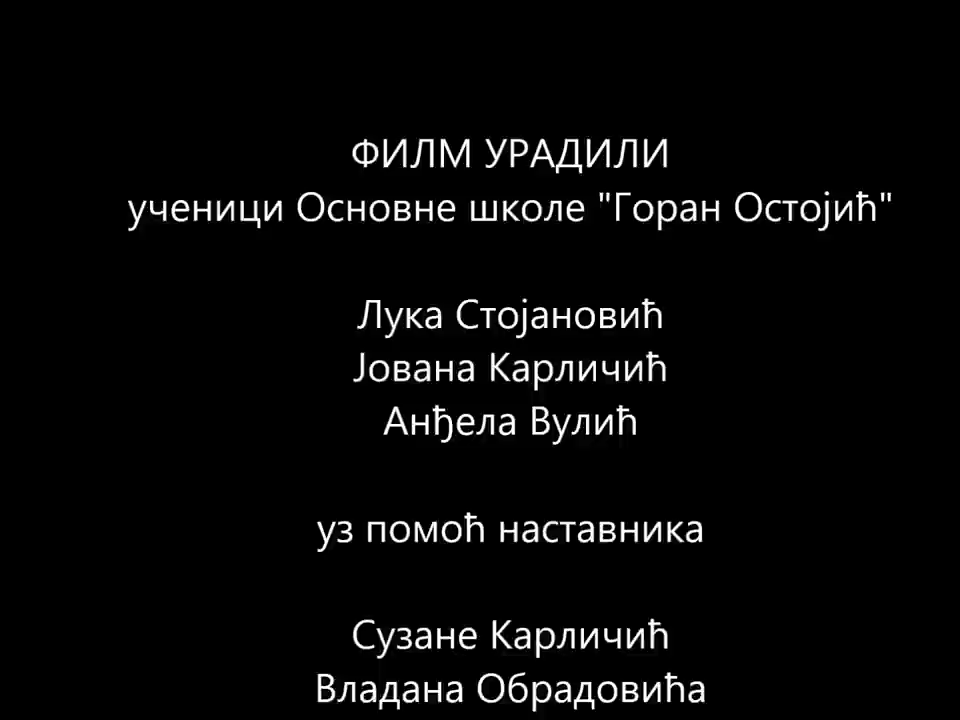 ФИЛМ УРАДИЛИ
ученици Основне школе "Горан Остојић"
Лука Стојановић
Јована Карличић
Анђела Вулић
уз помоћ наставника
Сузане Карличић
Владана Обрадовића